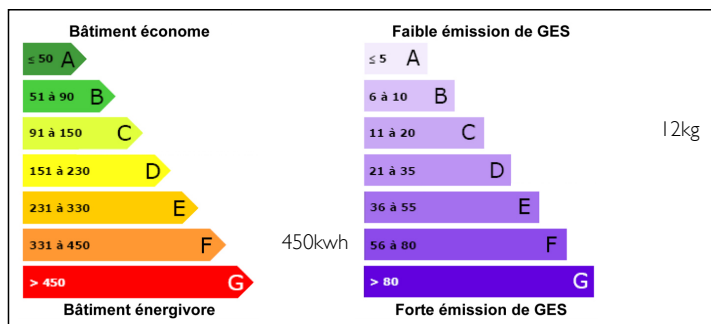 Bâtiment économe
≤ 50 A
51 à 90 B
91 à 150 C
151 à 230 D
231 à 330 E
331 à 450 F
450kwh
> 450 G
Bâtiment énergivore
Faible émission de GES
≤ 5 A
6 à 10 B
11 à 20 C
12kg
21 à 35 D
36 à 55 E
56 à 80 F
> 80 G
Forte émission de GES